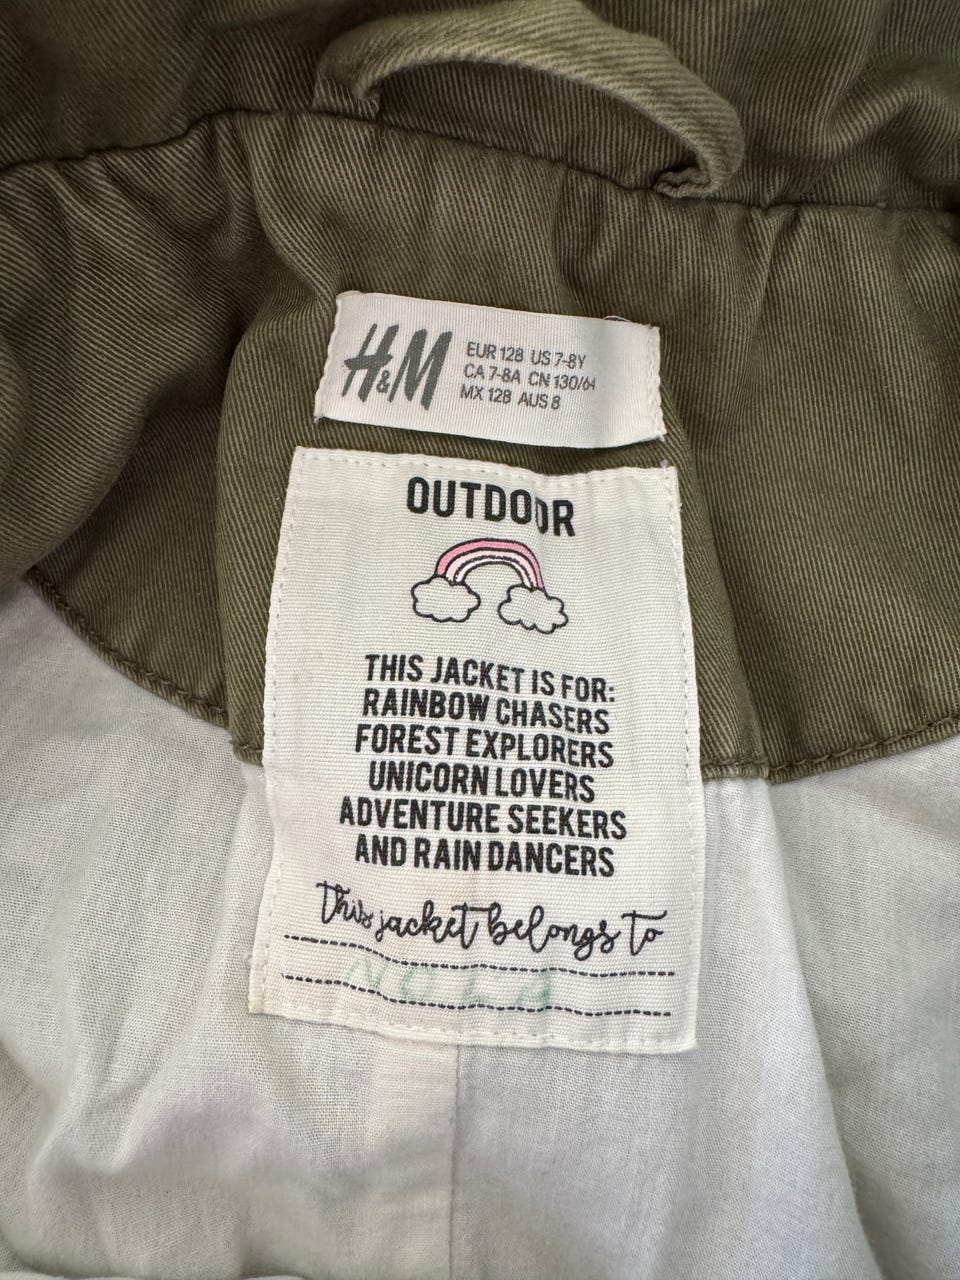 H&M
EUR 128 US 7-8Y
CA 7-8A CN 130/64
MX 128 AUS 8
OUTDOOR
THIS JACKET IS FOR:
RAINBOW CHASERS
FOREST EXPLORERS
UNICORN LOVERS
ADVENTURE SEEKERS
AND RAIN DANCERS
This jacket belongs to
NOLA